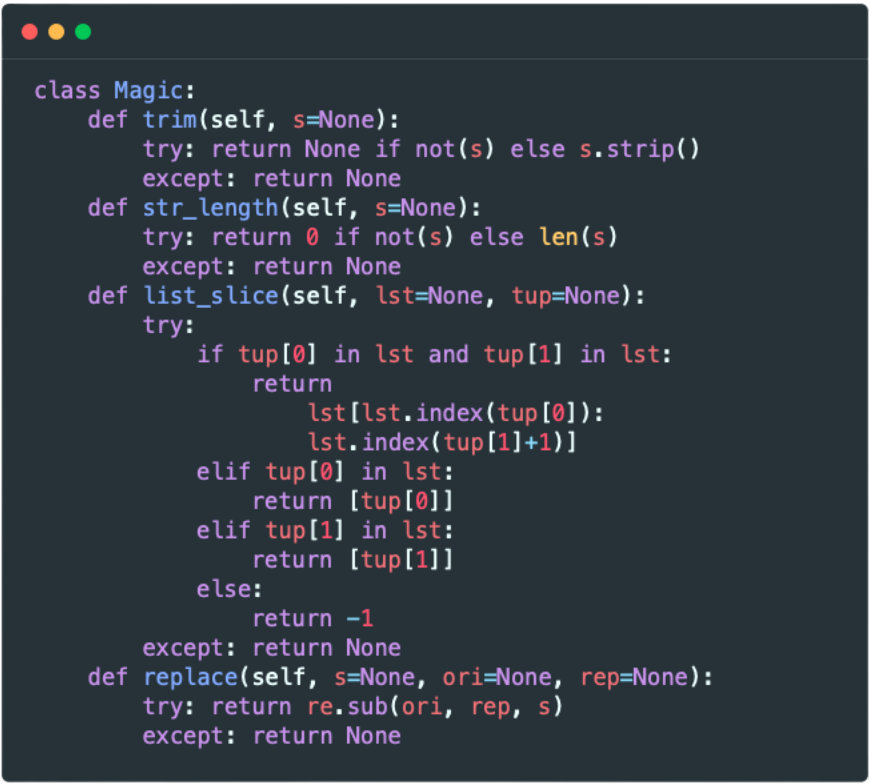 class Magic:
    def trim(self, s=None):
        try: return None if not(s) else s.strip()
        except: return None
    def str_length(self, s=None):
        try: return 0 if not(s) else len(s)
        except: return None
    def list_slice(self, lst=None, tup=None):
        try:
            if tup[0] in lst and tup[1] in lst:
                return
                    lst[lst.index(tup[0]):
                    lst.index(tup[1]+1)]
            elif tup[0] in lst:
                return [tup[0]]
            elif tup[1] in lst:
                return [tup[1]]
            else:
                return -1
        except: return None
    def replace(self, s=None, ori=None, rep=None):
        try: return re.sub(ori, rep, s)
        except: return None